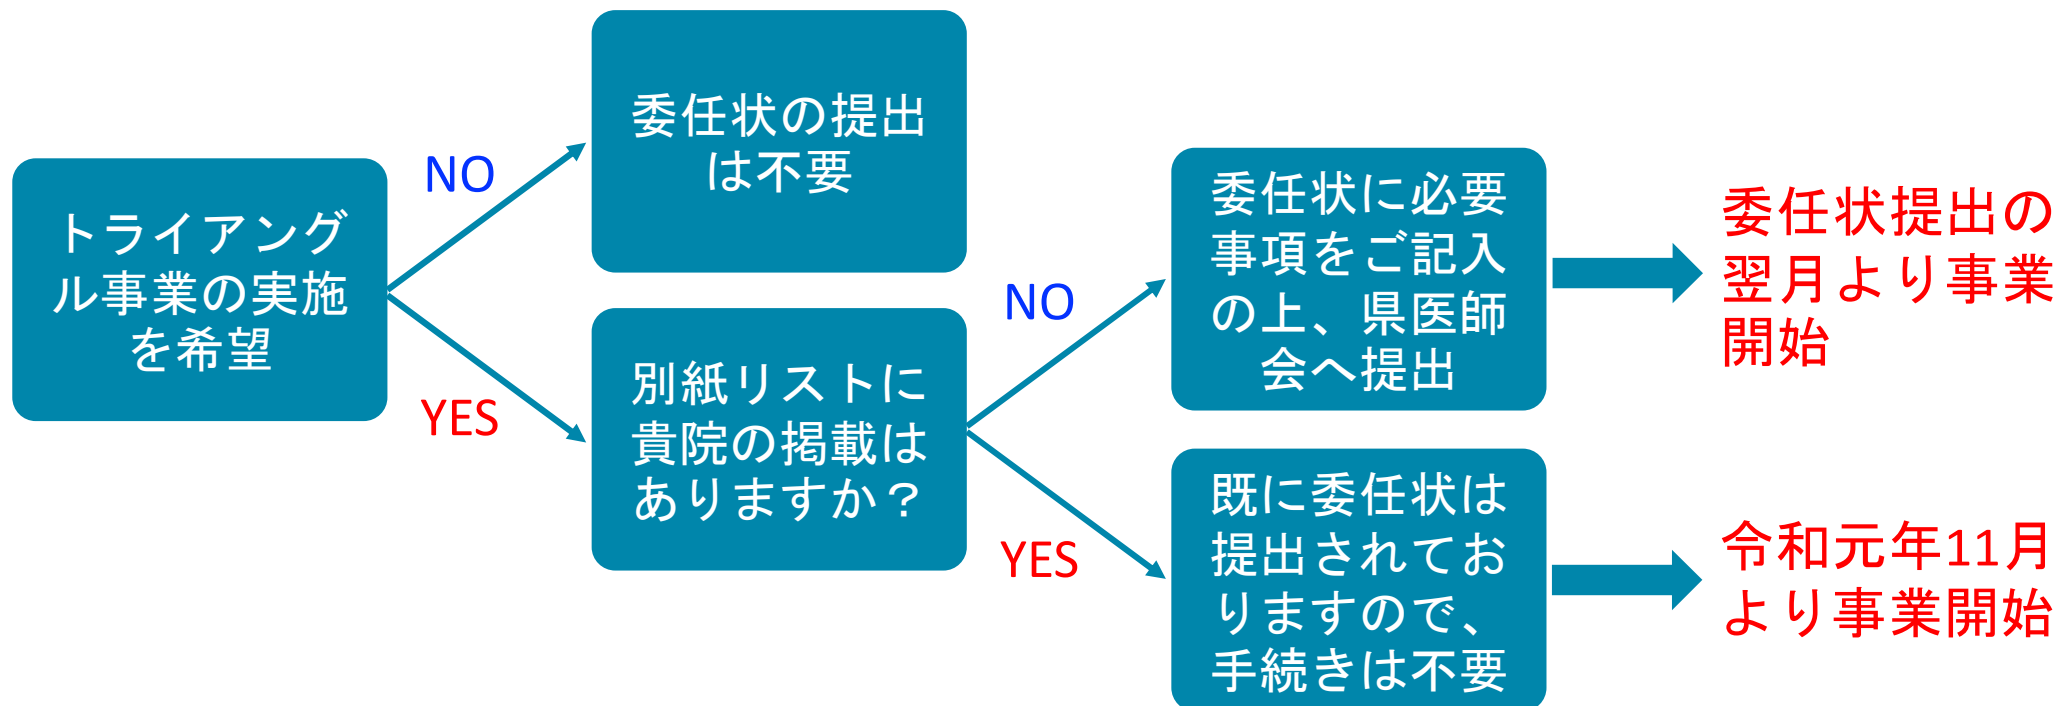 トライアング
ル事業の実施
を希望
NO
YES
委任状の提出
は不要
別紙リストに
貴院の掲載は
ありますか？
NO
YES
委任状に必要
事項をご記入
の上、県医師
会へ提出
既に委任状は
提出されてお
りますので、
手続きは不要
委任状提出の
翌月より事業
開始
令和元年11月
より事業開始